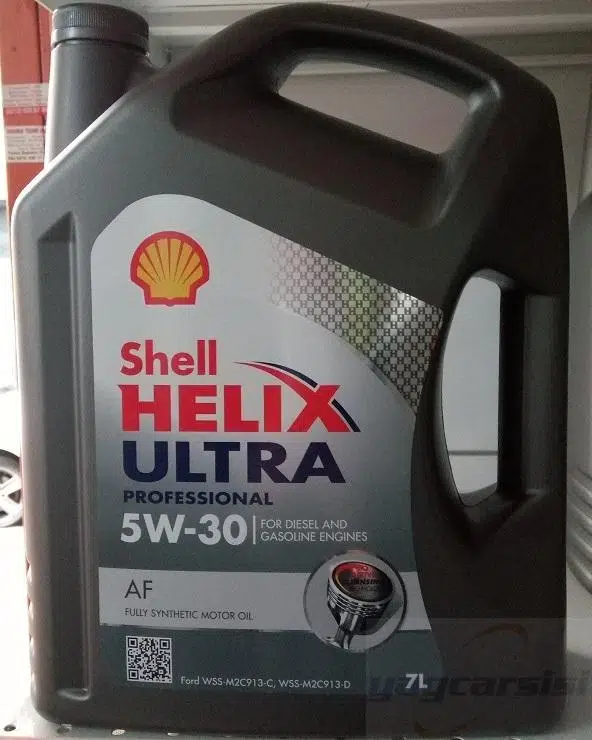 Shell
HELIX
ULTRA
PROFESSIONAL
5W-30
FOR DIESEL AND
GASOLINE ENGINES
AF
FULLY SYNTHETIC MOTOR OIL
Ford WSS-M2C913-C, WSS-M2C913-D
7L
yagcarsisi